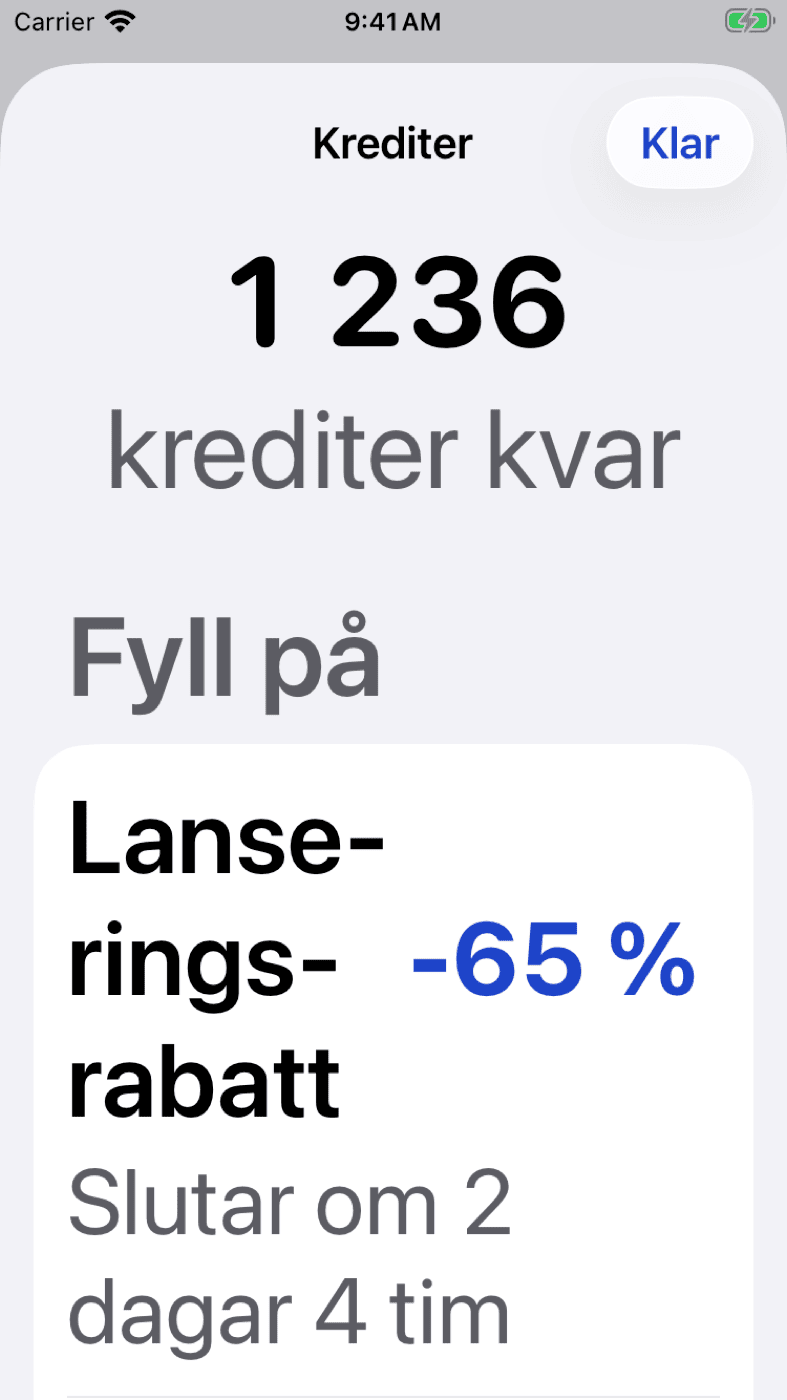 Carrier 9:41 AM
Krediter Klar
1 236
krediter kvar
Fyll på
Lanse-
rings- -65 %
rabatt
Slutar om 2
dagar 4 tim